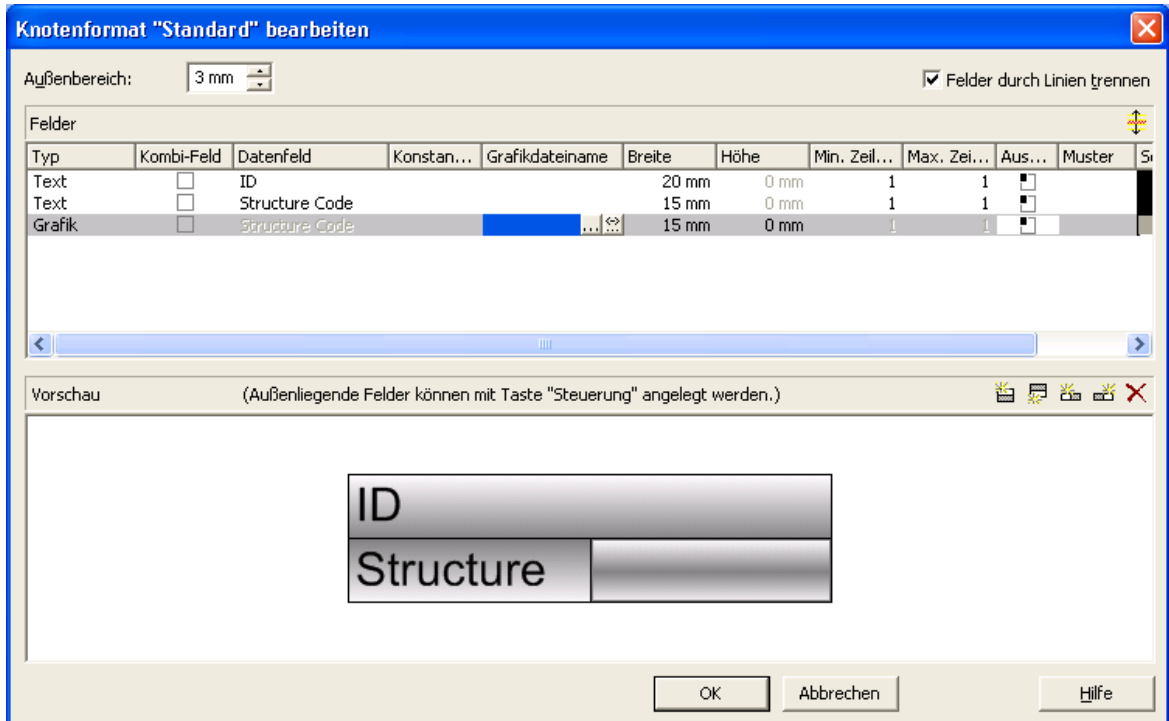 Knotenformat "Standard" bearbeiten
Außenbereich: 3 mm Felder durch Linien trennen
Felder
Typ Kombi-Feld Datenfeld Konstan... Grafikdateiname Breite Höhe Min. Zeil... Max. Zei... Aus... Muster
Text ID 20 mm 0 mm 1 1
Text Structure Code 15 mm 0 mm 1 1
Grafik Structure Code ... 15 mm 0 mm 1 1
Vorschau (Außenliegende Felder können mit Taste "Steuerung" angelegt werden.)
ID
Structure
OK Abbrechen Hilfe